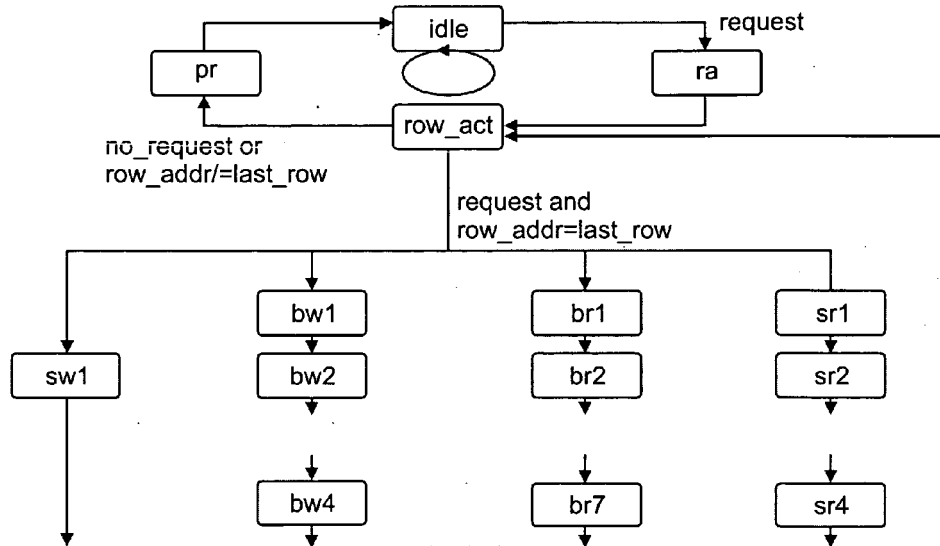 idle
request
pr
ra
row_act
no_request or
row_addr/=last_row
request and
row_addr=last_row
bw1
br1
sr1
sw1
bw2
br2
sr2
bw4
br7
sr4